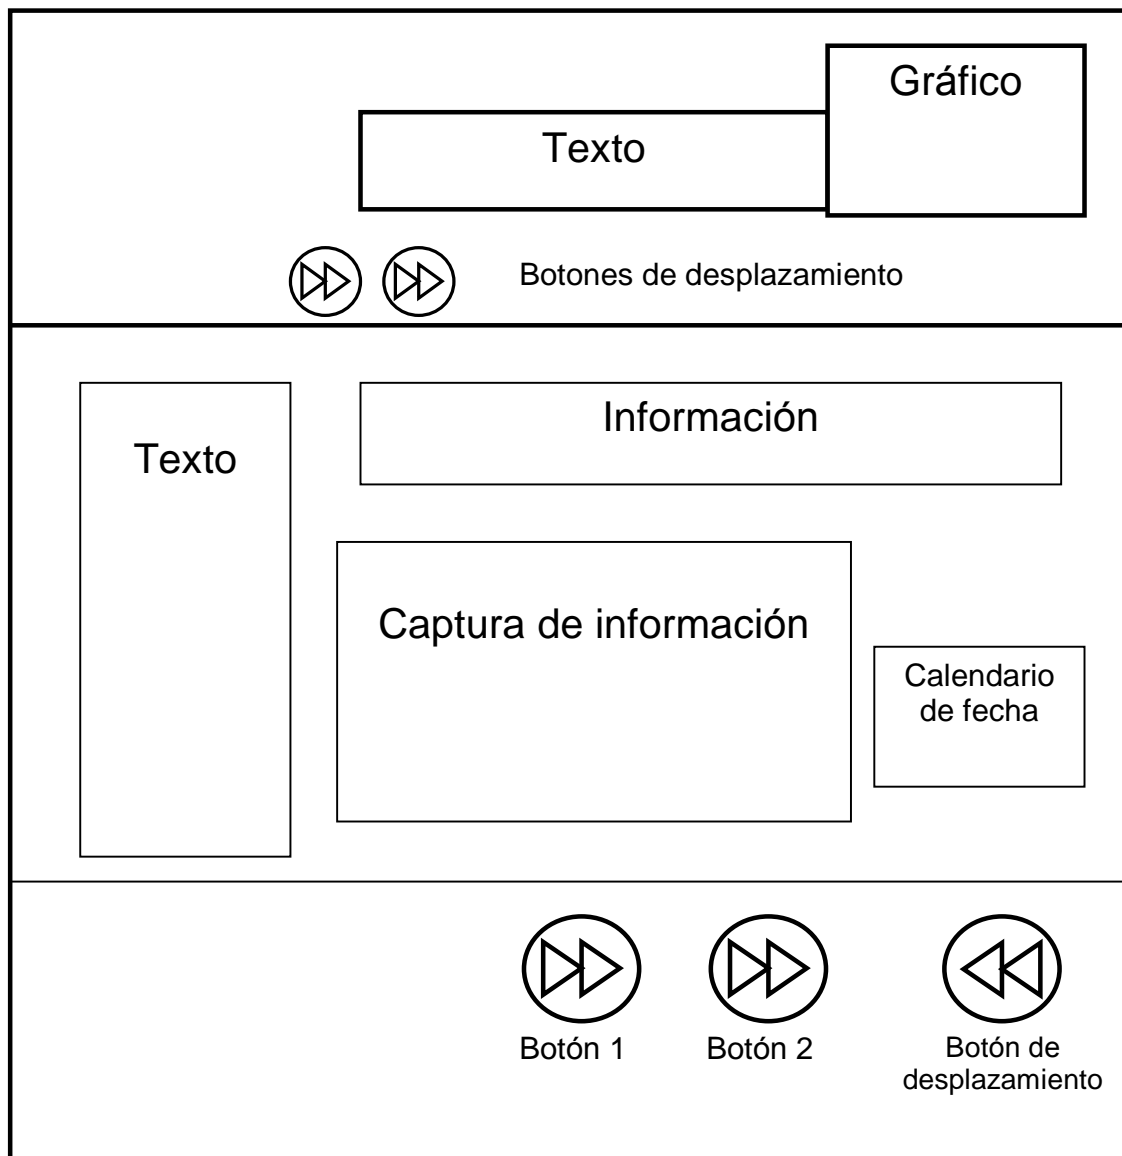 Gráfico
Texto
Botones de desplazamiento
Información
Texto
Captura de información
Calendario
de fecha
Botón 1
Botón 2
Botón de
desplazamiento